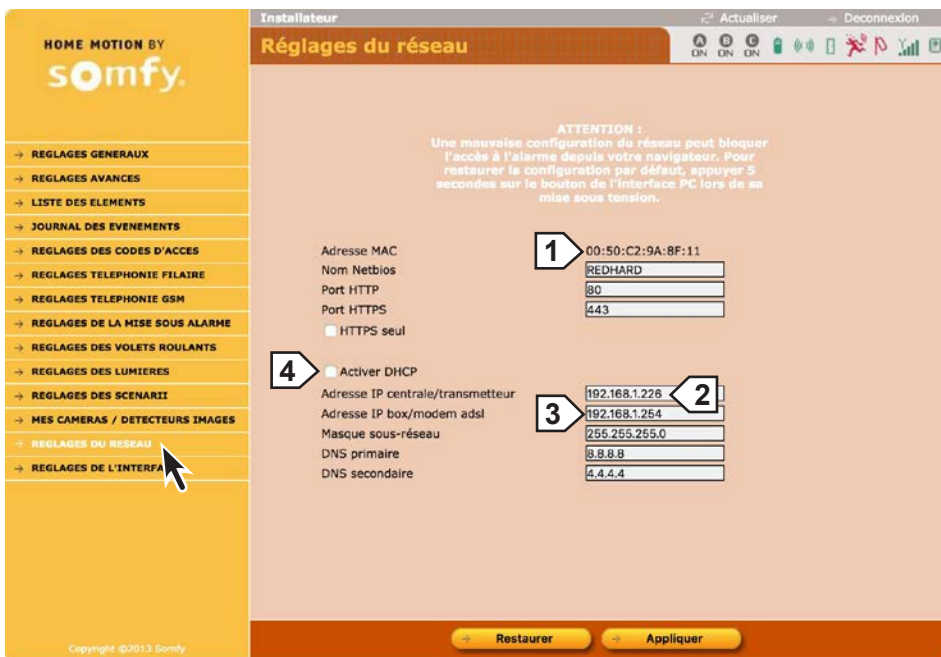 Installateur
Actualiser
Deconnexion
HOME MOTION BY
somfy.
Réglages du réseau
A B C
ON ON ON
ATTENTION :
Une mauvaise configuration du réseau peut bloquer
l'accès à l'alarme depuis votre navigateur. Pour
restaurer la configuration par défaut, appuyer 5
secondes sur le bouton de l'interface PC lors de sa
mise sous tension.
REGLAGES GENERAUX
REGLAGES AVANCES
LISTE DES ELEMENTS
JOURNAL DES EVENEMENTS
REGLAGES DES CODES D'ACCES
REGLAGES TELEPHONIE FILAIRE
REGLAGES TELEPHONIE GSM
REGLAGES DE LA MISE SOUS ALARME
REGLAGES DES VOLETS ROULANTS
REGLAGES DES LUMIERES
REGLAGES DES SCENARII
MES CAMERAS / DETECTEURS IMAGES
REGLAGES DU RESEAU
REGLAGES DE L'INTERFA
Adresse MAC 1 00:50:C2:9A:8F:11
Nom Netbios REDHARD
Port HTTP 80
Port HTTPS 443
HTTPS seul
4 Activer DHCP
Adresse IP centrale/transmetteur 192.168.1.226 2
Adresse IP box/modem adsl 3 192.168.1.254
Masque sous-réseau 255.255.255.0
DNS primaire 8.8.8.8
DNS secondaire 4.4.4.4
Restaurer
Appliquer
Copyright ©2013 Somfy